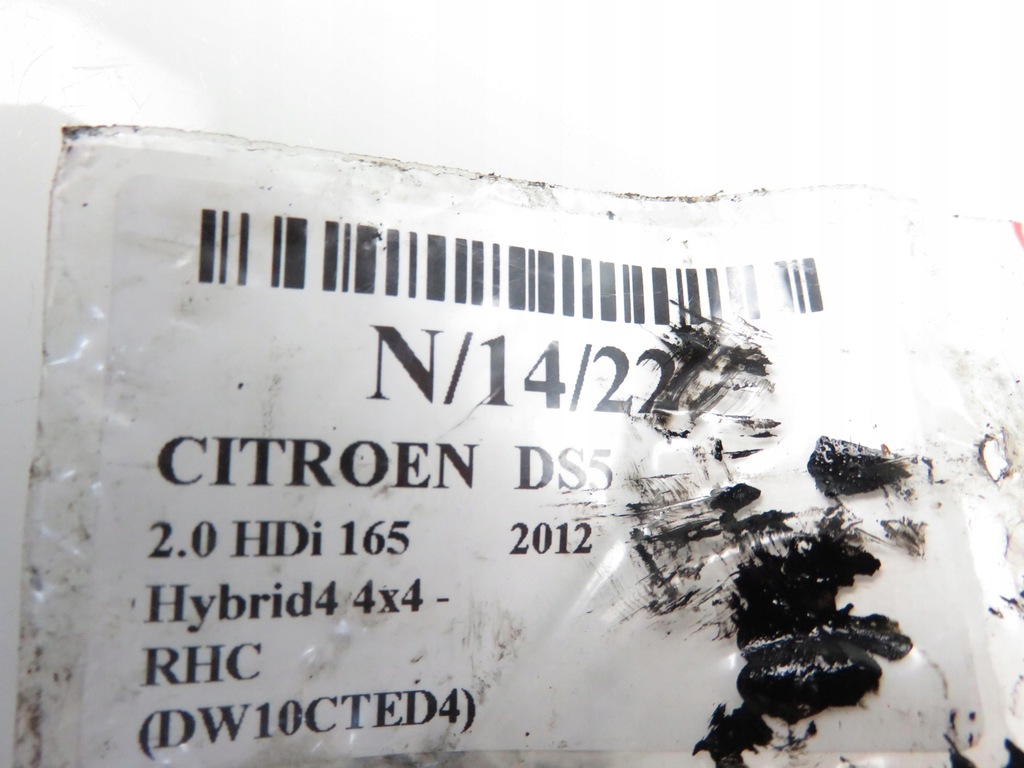 N/14/22
CITROEN DS5
2.0 HDi 165 2012
Hybrid4 4x4 -
RHC
(DW10CTED4)